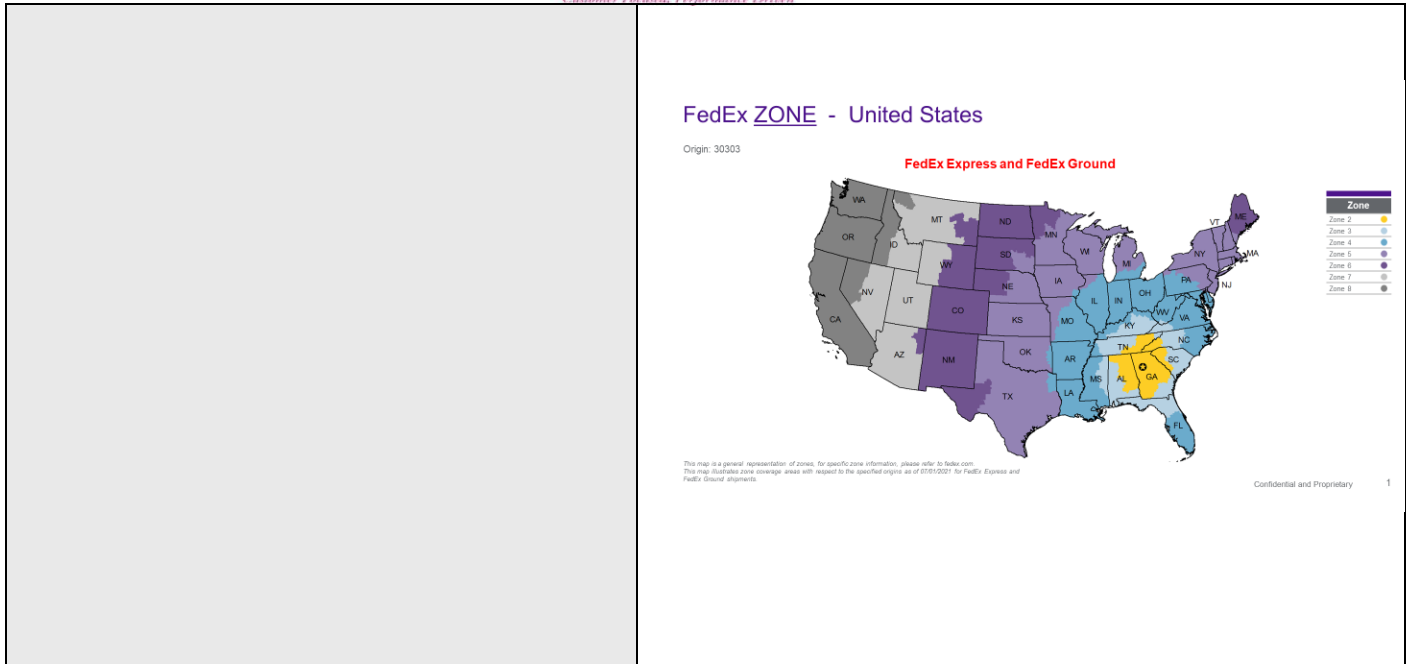 Customer Focused, Performance Driven
FedEx ZONE - United States
Origin: 30303
FedEx Express and FedEx Ground
WA
OR
CA
ID
NV
MT
WY
UT
AZ
CO
NM
ND
SD
NE
KS
OK
TX
MN
IA
MO
AR
LA
WI
IL
MI
IN
OH
KY
TN
MS
AL
GA
FL
SC
NC
VA
WV
PA
NY
NJ
VT
MA
ME
Zone
Zone 2
Zone 3
Zone 4
Zone 5
Zone 6
Zone 7
Zone 8
This map is a general representation of zones, for specific zone information, please refer to fedex.com.
This map illustrates zone coverage areas with respect to the specified origins as of 07/01/2021 for FedEx Express and
FedEx Ground shipments.
Confidential and Proprietary 1